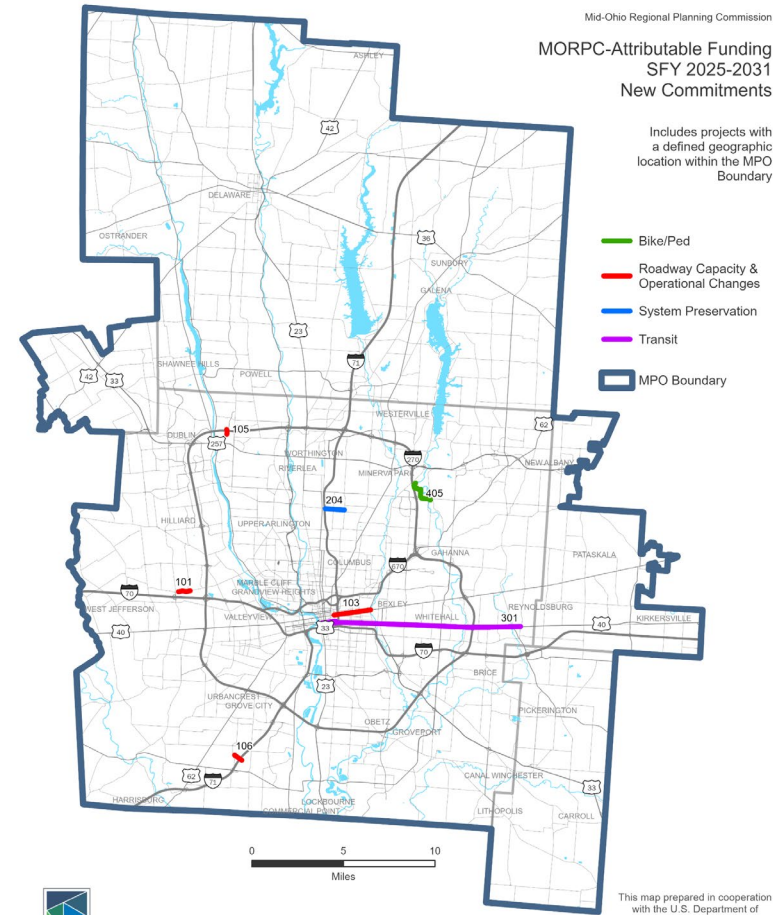 Mid-Ohio Regional Planning Commission
MORPC-Attributable Funding
SFY 2025-2031
New Commitments
Includes projects with
a defined geographic
location within the MPO
Boundary
Bike/Ped
Roadway Capacity &
Operational Changes
System Preservation
Transit
MPO Boundary
ASHLEY
42
DELAWARE
OSTRANDER
36
SUNBURY
GALENA
23
71
SHAWNEE HILLS
42
33
POWELL
WESTERVILLE
62
105
DUBLIN
257
WORTHINGTON
270
RIVERLEA
MINERVA PARK
NEW ALBANY
405
204
HILLIARD
UPPER ARLINGTON
GAHANNA
PATASKALA
COLUMBUS
670
101
MARBLE CLIFF
70
GRANDVIEW HEIGHTS
103
BEXLEY
WEST JEFFERSON
REYNOLDSBURG
VALLEYVIEW
WHITEHALL
301
KIRKERSVILLE
40
33
40
70
BRICE
23
URBANCREST
GROVE CITY
PICKERINGTON
OBETZ
GROVEPORT
106
62
71
CANAL WINCHESTER
33
HARRISBURG
LOCKBOURNE
COMMERCIAL POINT
LITHOPOLIS
CARROLL
0 5 10
Miles
This map prepared in cooperation
with the U.S. Department of